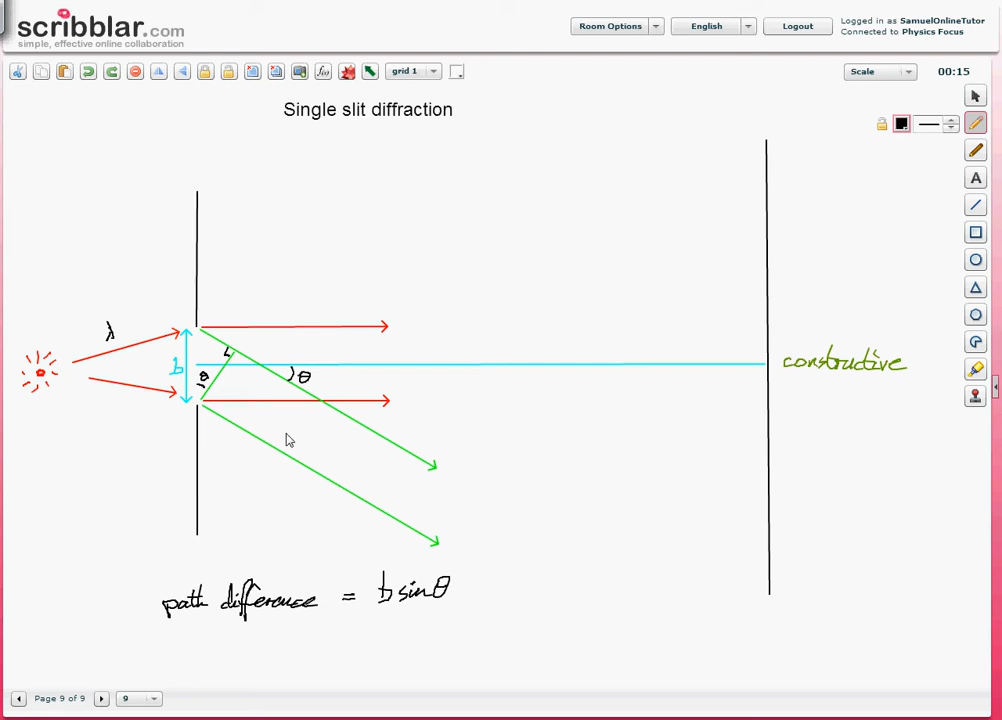 scribblar.com
simple, effective online collaboration
Room Options
English
Logout
Logged in as SamuelOnlineTutor
Connected to Physics Focus
f(x)
grid 1
Scale
00:15
A
Single slit diffraction
λ
b
θ
θ
constructive
path difference = b sin θ
Page 9 of 9
9